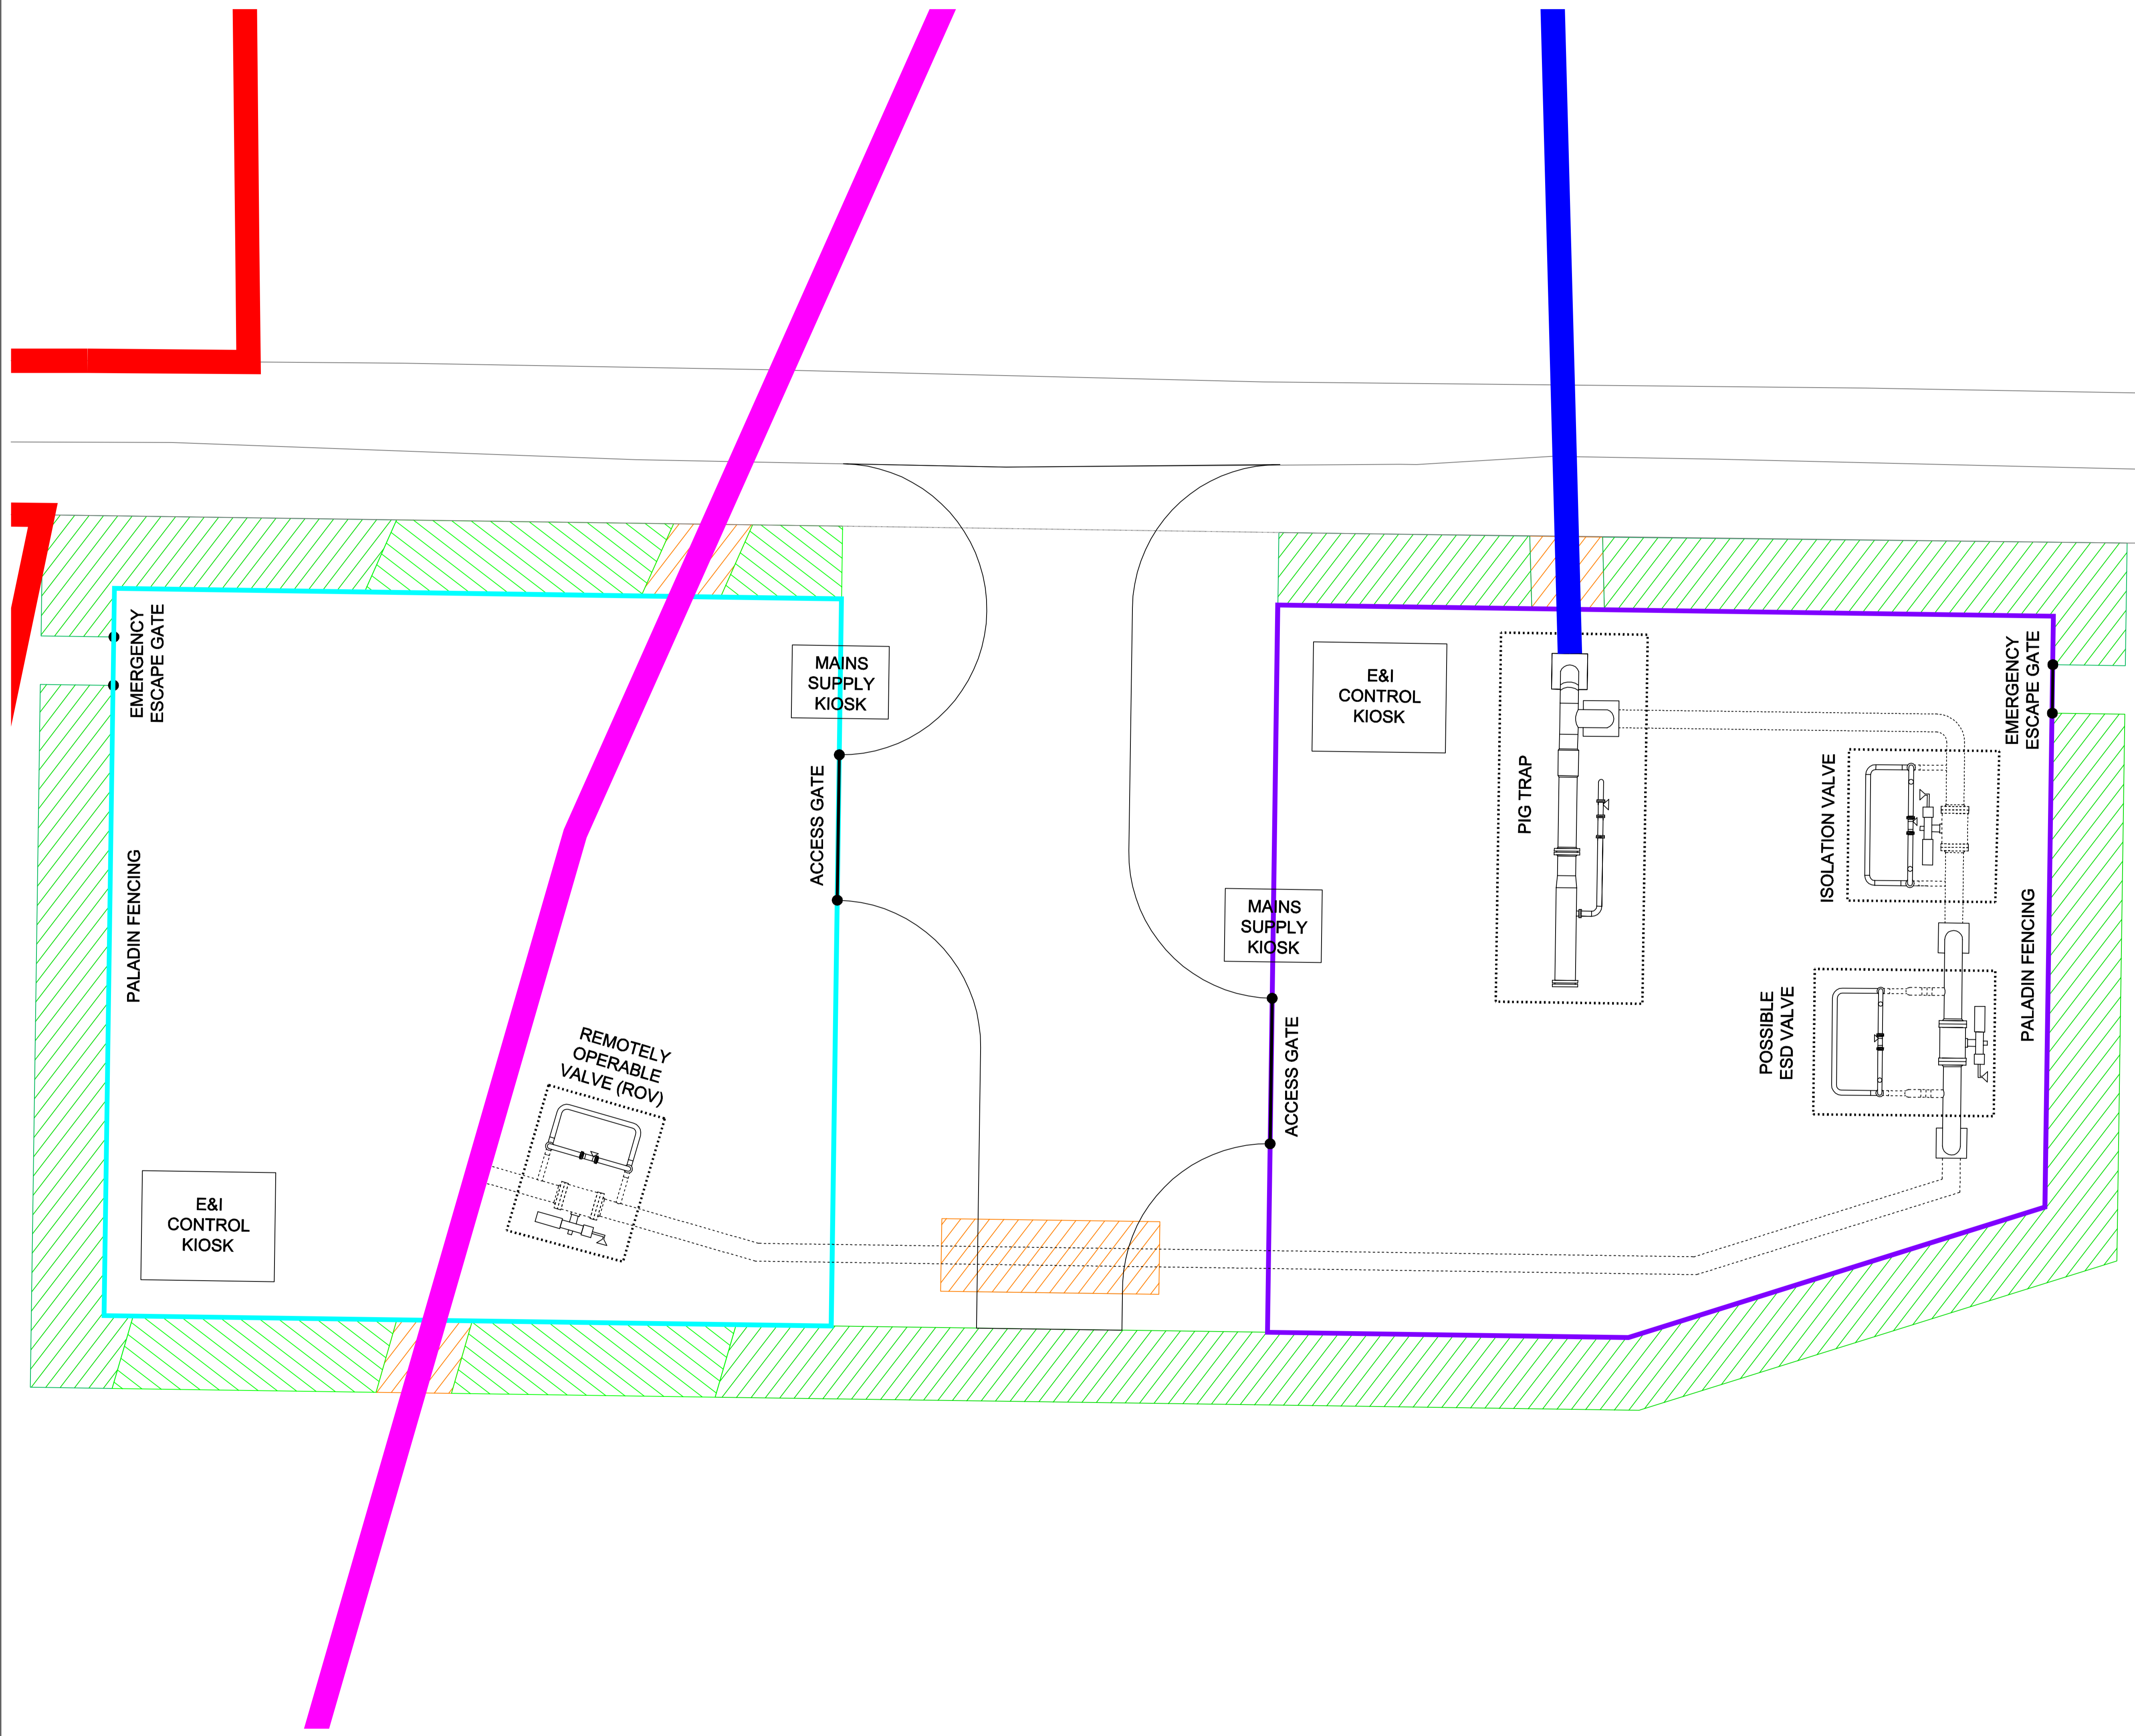 EMERGENCY
ESCAPE GATE
PALADIN FENCING
E&I
CONTROL
KIOSK
REMOTELY
OPERABLE
VALVE (ROV)
MAINS
SUPPLY
KIOSK
ACCESS GATE
MAINS
SUPPLY
KIOSK
ACCESS GATE
E&I
CONTROL
KIOSK
PIG TRAP
ISOLATION VALVE
POSSIBLE
ESD VALVE
EMERGENCY
ESCAPE GATE
PALADIN FENCING